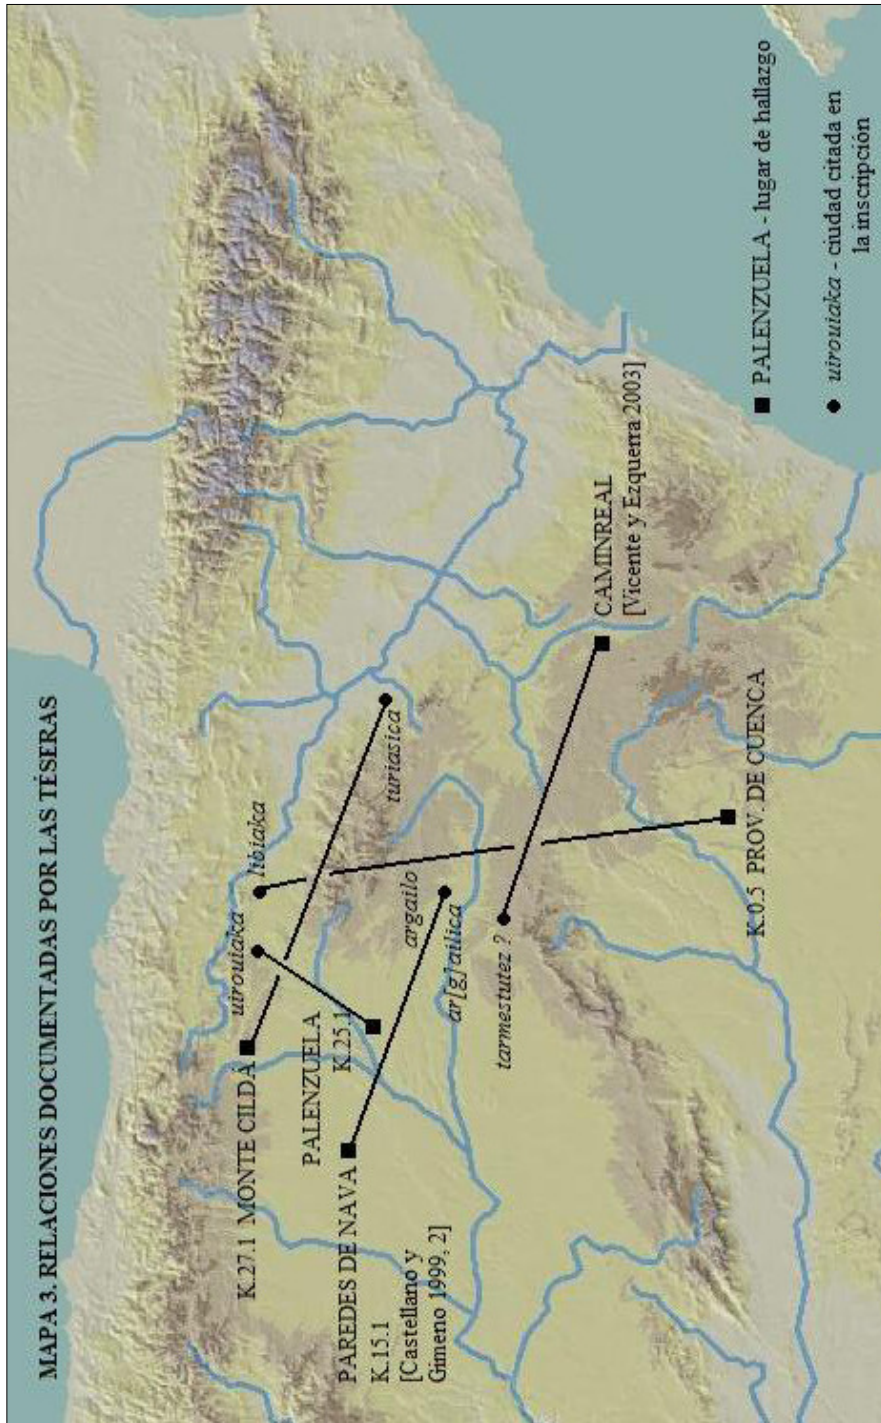 MAPA 3. RELACIONES DOCUMENTADAS POR LAS TÉSERAS
K.27.1 MONTE CILDÁ
uirouiaka
libiaka
turiasica
PALENZUELA
K.25.1
PAREDES DE NAVA
K.15.1
[Castellano y
Gimeno 1999, 2]
argailo
ar[g]ailica
tarmestutez ?
CAMINREAL
[Vicente y Ezquerra 2003]
K.0.5 PROV. DE CUENCA
PALENZUELA - lugar de hallazgo
uirouiaka - ciudad citada en
la inscripción